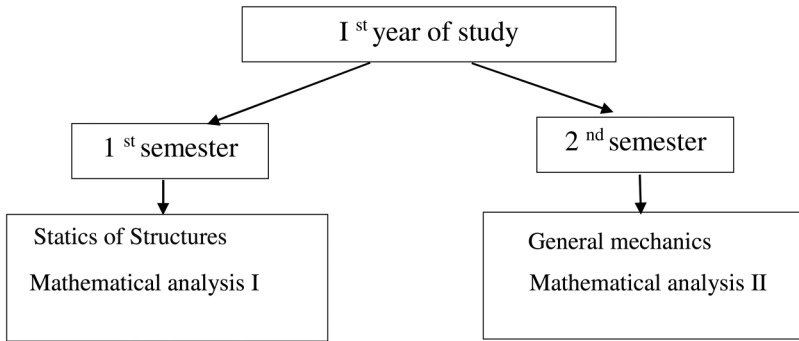 I st year of study
1 st semester
2 nd semester
Statics of Structures
Mathematical analysis I
General mechanics
Mathematical analysis II